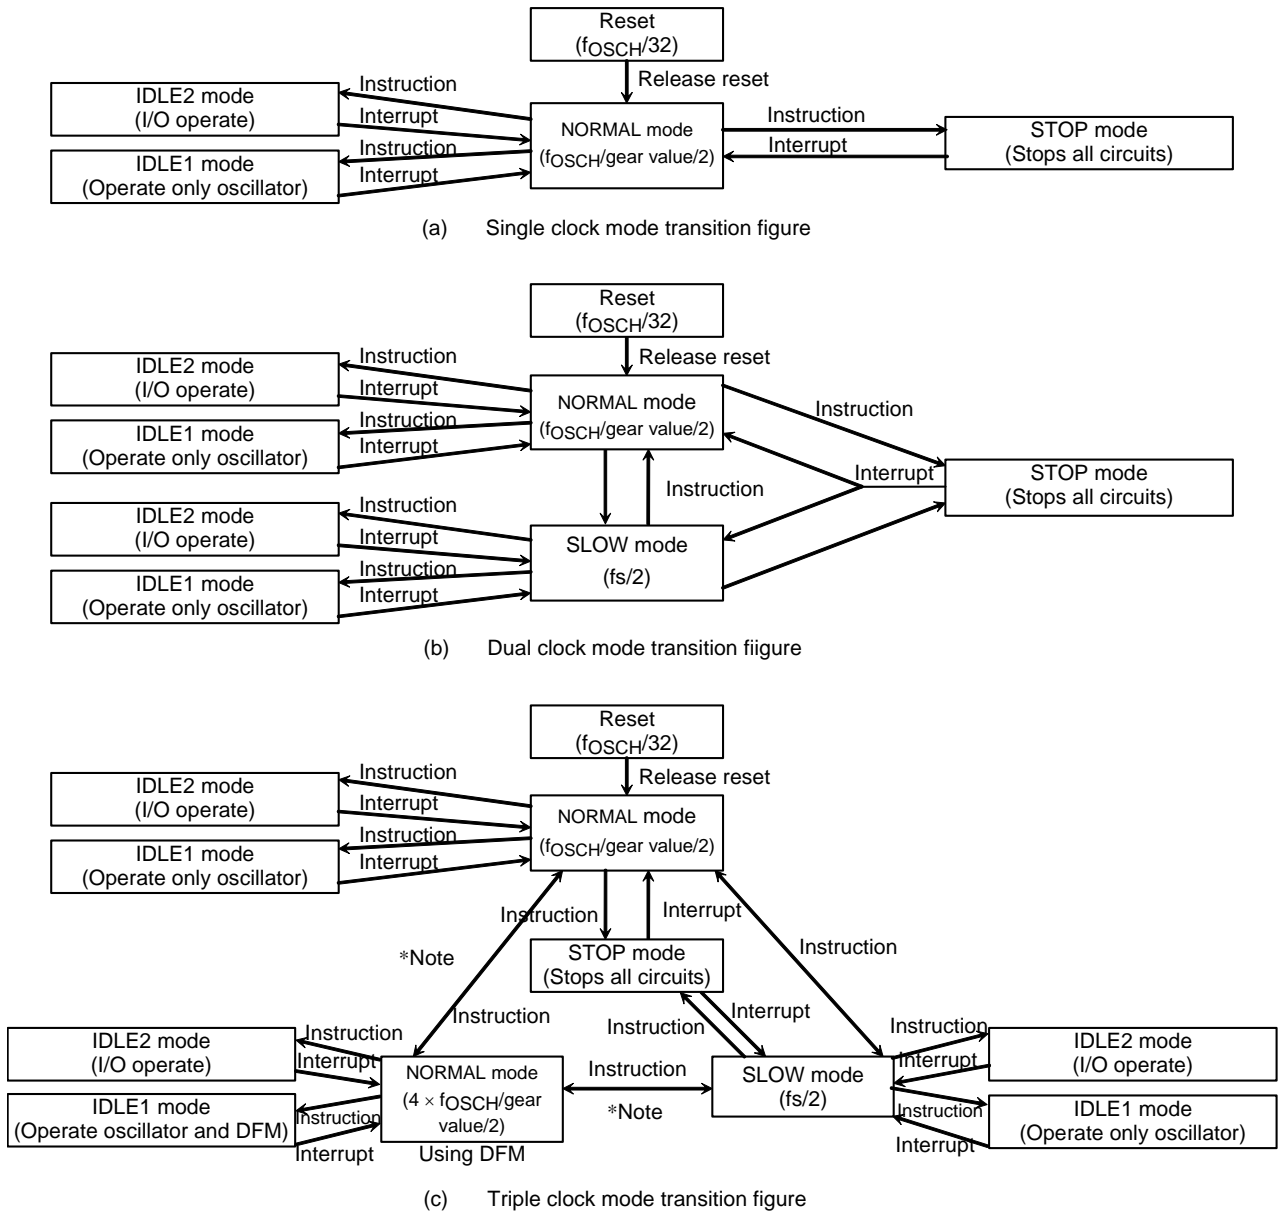 Reset
(fOSCH/32)
Release reset
IDLE2 mode
(I/O operate)
Instruction
Interrupt
IDLE1 mode
(Operate only oscillator)
Instruction
Interrupt
NORMAL mode
(fOSCH/gear value/2)
Instruction
Interrupt
STOP mode
(Stops all circuits)
(a) Single clock mode transition figure
Reset
(fOSCH/32)
Release reset
IDLE2 mode
(I/O operate)
Instruction
Interrupt
IDLE1 mode
(Operate only oscillator)
Instruction
Interrupt
NORMAL mode
(fOSCH/gear value/2)
Instruction
Interrupt
STOP mode
(Stops all circuits)
Instruction
IDLE2 mode
(I/O operate)
Instruction
Interrupt
IDLE1 mode
(Operate only oscillator)
Instruction
Interrupt
SLOW mode
(fs/2)
(b) Dual clock mode transition fiigure
Reset
(fOSCH/32)
Release reset
IDLE2 mode
(I/O operate)
Instruction
Interrupt
IDLE1 mode
(Operate only oscillator)
Instruction
Interrupt
NORMAL mode
(fOSCH/gear value/2)
Instruction
Interrupt
*Note
STOP mode
(Stops all circuits)
Instruction
Instruction
Instruction
Interrupt
IDLE2 mode
(I/O operate)
Instruction
Interrupt
IDLE1 mode
(Operate oscillator and DFM)
Instruction
Interrupt
NORMAL mode
(4 × fOSCH/gear
value/2)
Using DFM
Instruction
*Note
SLOW mode
(fs/2)
Instruction
Interrupt
Instruction
Interrupt
IDLE2 mode
(I/O operate)
IDLE1 mode
(Operate only oscillator)
(c) Triple clock mode transition figure